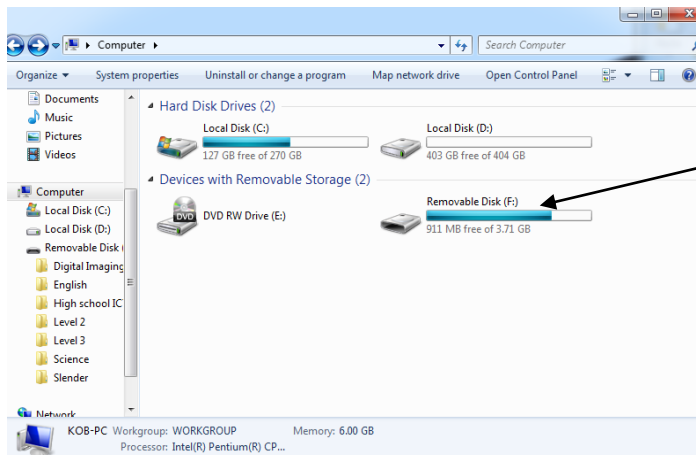 Computer
Search Computer
Organize
System properties
Uninstall or change a program
Map network drive
Open Control Panel
Documents
Music
Pictures
Videos
Computer
Local Disk (C:)
Local Disk (D:)
Removable Disk (
Digital Imaging
English
High school IC
Level 2
Level 3
Science
Slender
Network
Hard Disk Drives (2)
Local Disk (C:)
127 GB free of 270 GB
Local Disk (D:)
403 GB free of 404 GB
Devices with Removable Storage (2)
DVD
DVD RW Drive (E:)
Removable Disk (F:)
911 MB free of 3.71 GB
KOB-PC Workgroup: WORKGROUP Memory: 6.00 GB
Processor: Intel(R) Pentium(R) CP...